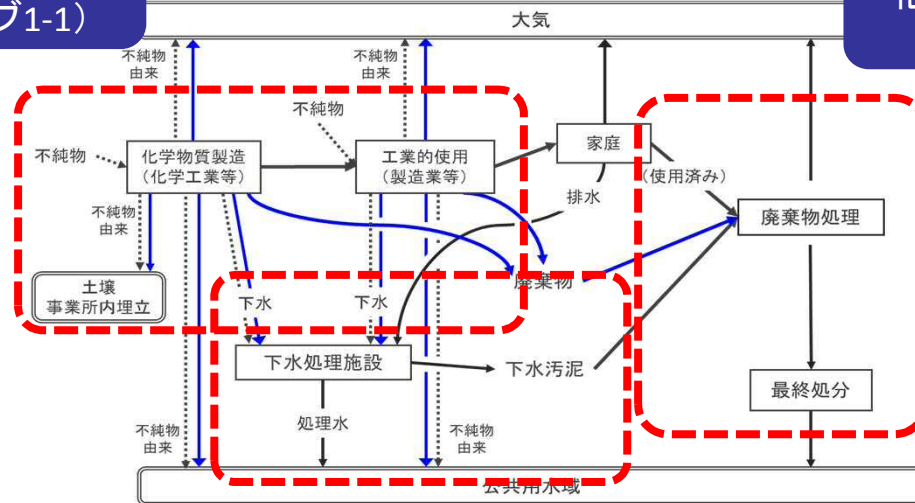 ブ1-1）
大気
不純物
由来
不純物
由来
不純物
不純物
化学物質製造
（化学工業等）
工業的使用
（製造業等）
家庭
（使用済み）
排水
不純物
由来
廃棄物処理
土壌
事業所内埋立
廃棄物
下水
下水
下水処理施設
下水汚泥
最終処分
処理水
不純物
由来
不純物
由来
公共用水域